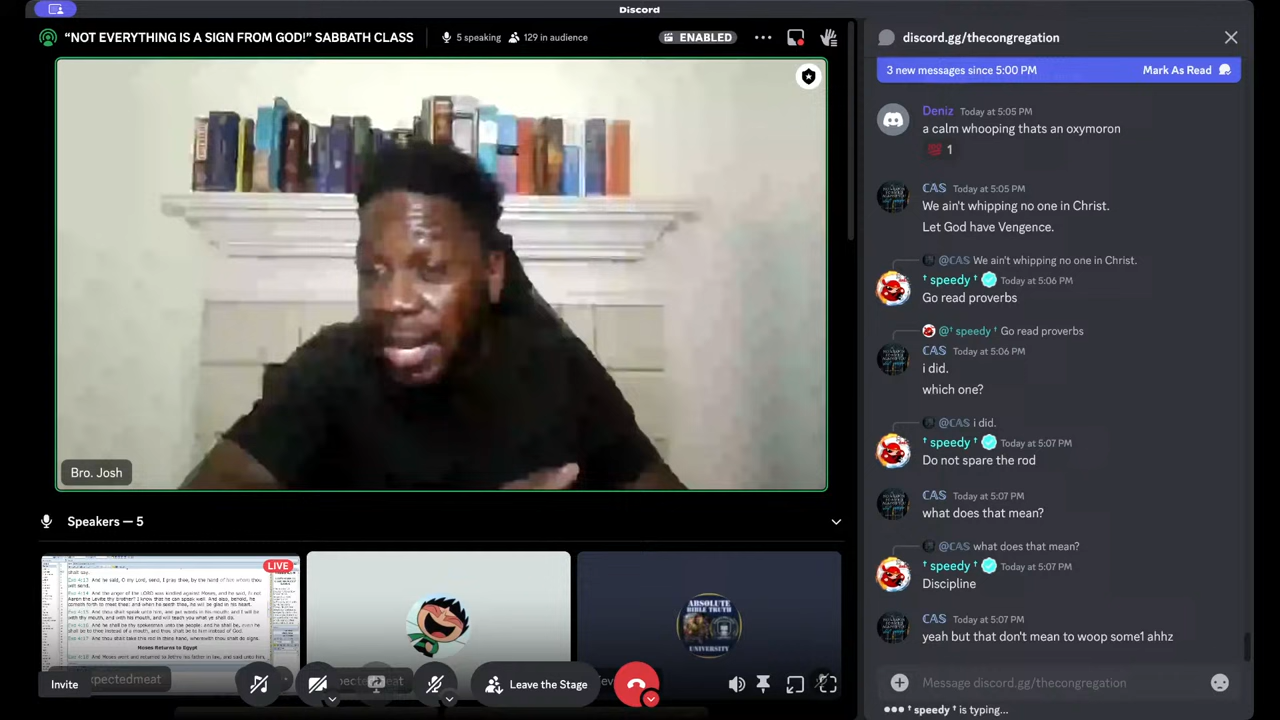 Discord
“NOT EVERYTHING IS A SIGN FROM GOD!” SABBATH CLASS
5 speaking
129 in audience
ENABLED
discord.gg/thecongregation
3 new messages since 5:00 PM
Mark As Read
Deniz Today at 5:05 PM
a calm whooping thats an oxymoron
1
ℂ𝔸𝕊 Today at 5:05 PM
We ain't whipping no one in Christ.
Let God have Vengence.
@ℂ𝔸𝕊 We ain't whipping no one in Christ.
† speedy † Today at 5:06 PM
Go read proverbs
@† speedy † Go read proverbs
ℂ𝔸𝕊 Today at 5:06 PM
i did.
which one?
@ℂ𝔸𝕊 i did.
† speedy † Today at 5:07 PM
Do not spare the rod
ℂ𝔸𝕊 Today at 5:07 PM
what does that mean?
@ℂ𝔸𝕊 what does that mean?
† speedy † Today at 5:07 PM
Discipline
ℂ𝔸𝕊 Today at 5:07 PM
yeah but that don't mean to woop some1 ahhz
Message discord.gg/thecongregation
† speedy † is typing...
Bro. Josh
Speakers — 5
LIVE
Moses Returns to Egypt
ABSOLUTE
BIBLE TRUTH
UNIVERSITY
Invite
Leave the Stage